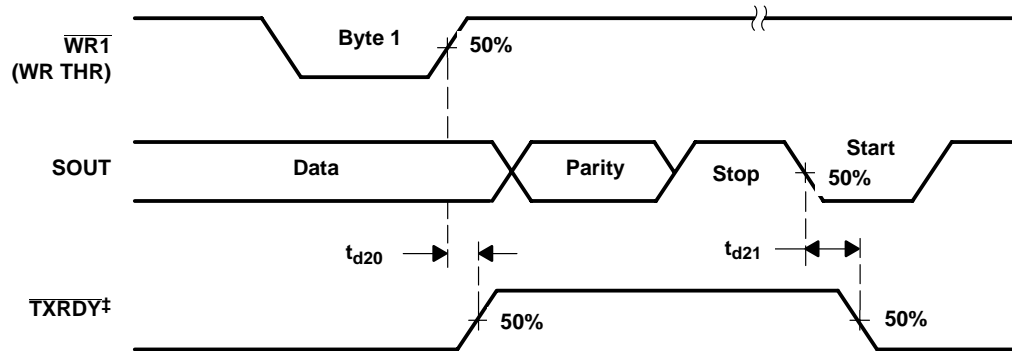 WR1
(WR THR)
Byte 1
50%
SOUT
Data
Parity
Stop
Start
50%
td20
td21
TXRDY‡
50%
50%